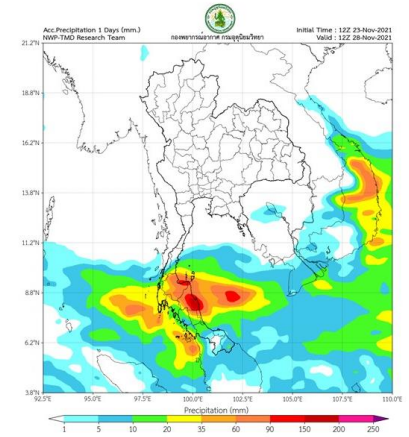 Acc.Precipitation 1 Days (mm.)
NWP-TMD Research Team
กองพยากรณ์อากาศ กรมอุตุนิยมวิทยา
Initial Time : 12Z 23-Nov-2021
Valid : 12Z 28-Nov-2021
21.2°N
18.8°N
16.2°N
13.8°N
11.2°N
8.8°N
6.2°N
3.8°N
92.5°E 95.0°E 97.5°E 100.0°E 102.5°E 105.0°E 107.5°E 110.0°E
Precipitation (mm)
1 5 10 20 35 60 90 150 200 250